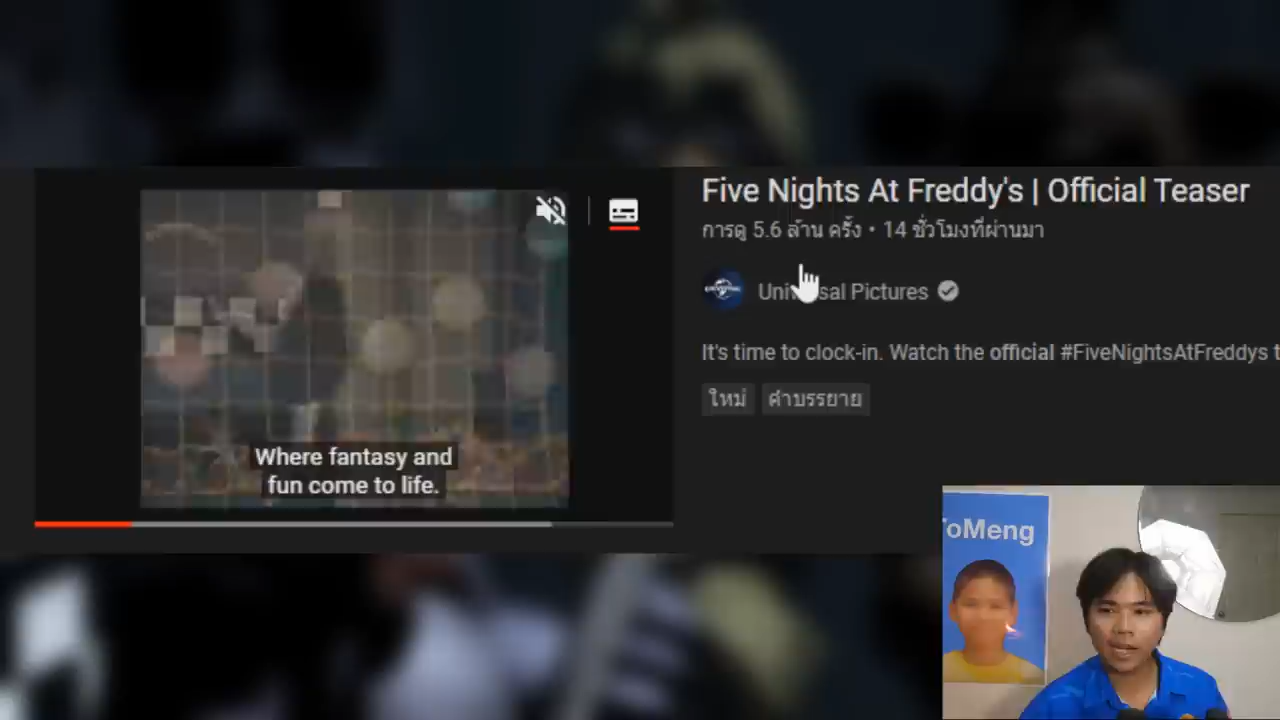 Five Nights At Freddy's | Official Teaser
การดู 5.6 ล้าน ครั้ง • 14 ชั่วโมงที่ผ่านมา
Universal Pictures
It's time to clock-in. Watch the official #FiveNightsAtFreddys t
ใหม่ คำบรรยาย
Where fantasy and
fun come to life.
ToMeng